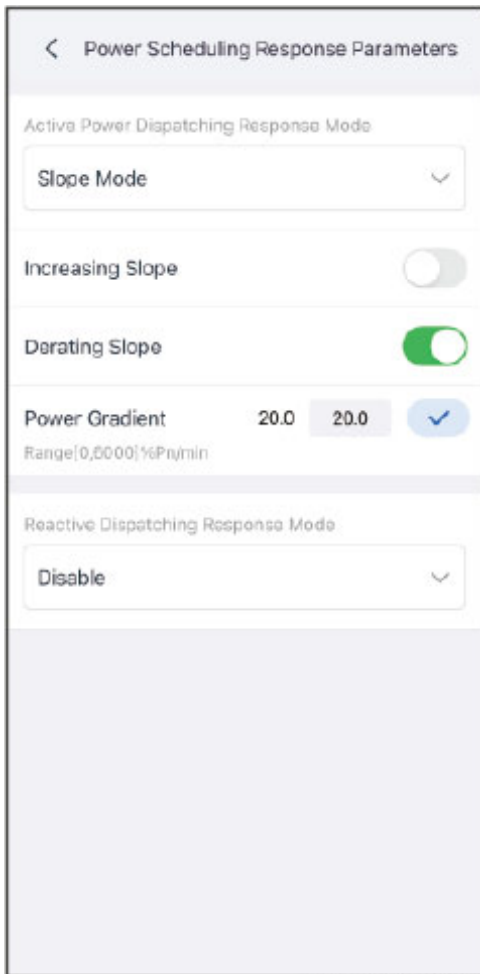 Power Scheduling Response Parameters
Active Power Dispatching Response Mode
Slope Mode
Increasing Slope
Derating Slope
Power Gradient 20.0 20.0
Range[0,6000]%Pn/min
Reactive Dispatching Response Mode
Disable